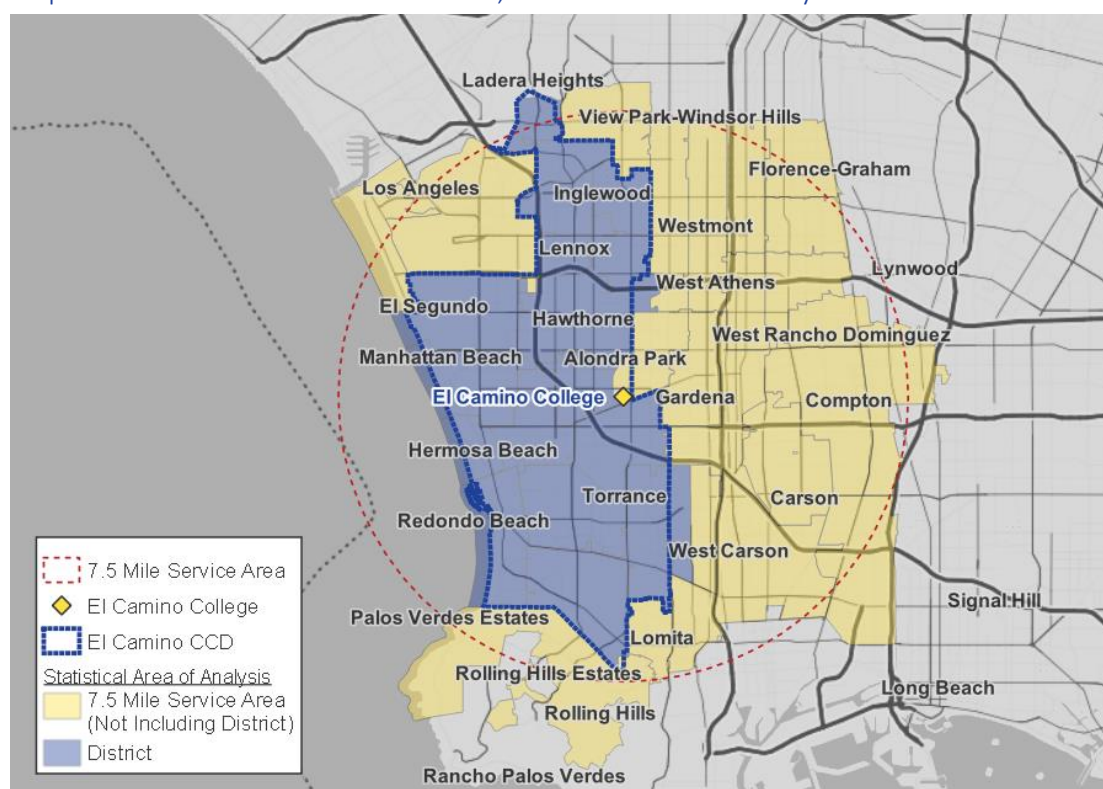 Ladera Heights
View Park-Windsor Hills
Florence-Graham
Los Angeles
Inglewood
Westmont
Lennox
Lynwood
West Athens
El Segundo
Hawthorne
West Rancho Dominguez
Manhattan Beach
Alondra Park
El Camino College
Gardena
Compton
Hermosa Beach
Torrance
Carson
Redondo Beach
West Carson
Signal Hill
Palos Verdes Estates
Lomita
Rolling Hills Estates
Long Beach
Rolling Hills
Rancho Palos Verdes
7.5 Mile Service Area
El Camino College
El Camino CCD
Statistical Area of Analysis
7.5 Mile Service Area
(Not Including District)
District